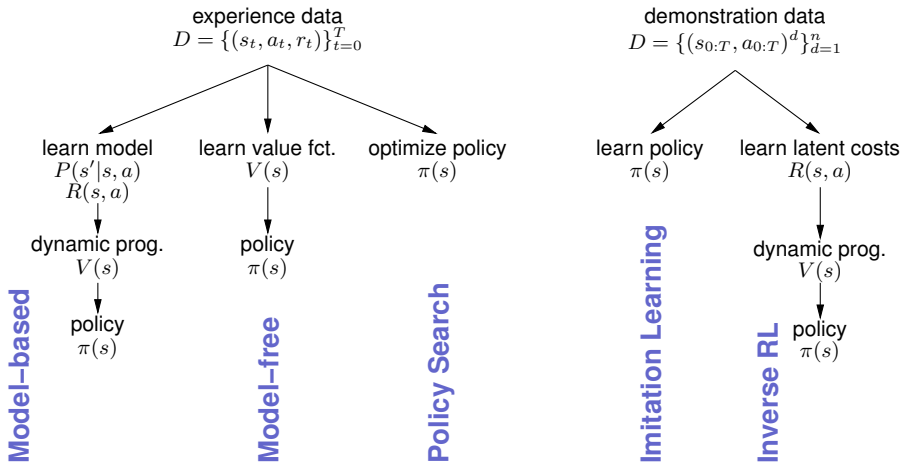 experience data
D = {(s_t, a_t, r_t)}_{t=0}^T
learn model
P(s'|s, a)
R(s, a)
dynamic prog.
V(s)
policy
π(s)
Model−based
learn value fct.
V(s)
policy
π(s)
Model−free
optimize policy
π(s)
Policy Search
demonstration data
D = {(s_{0:T}, a_{0:T})^d}_{d=1}^n
learn policy
π(s)
Imitation Learning
learn latent costs
R(s, a)
dynamic prog.
V(s)
policy
π(s)
Inverse RL